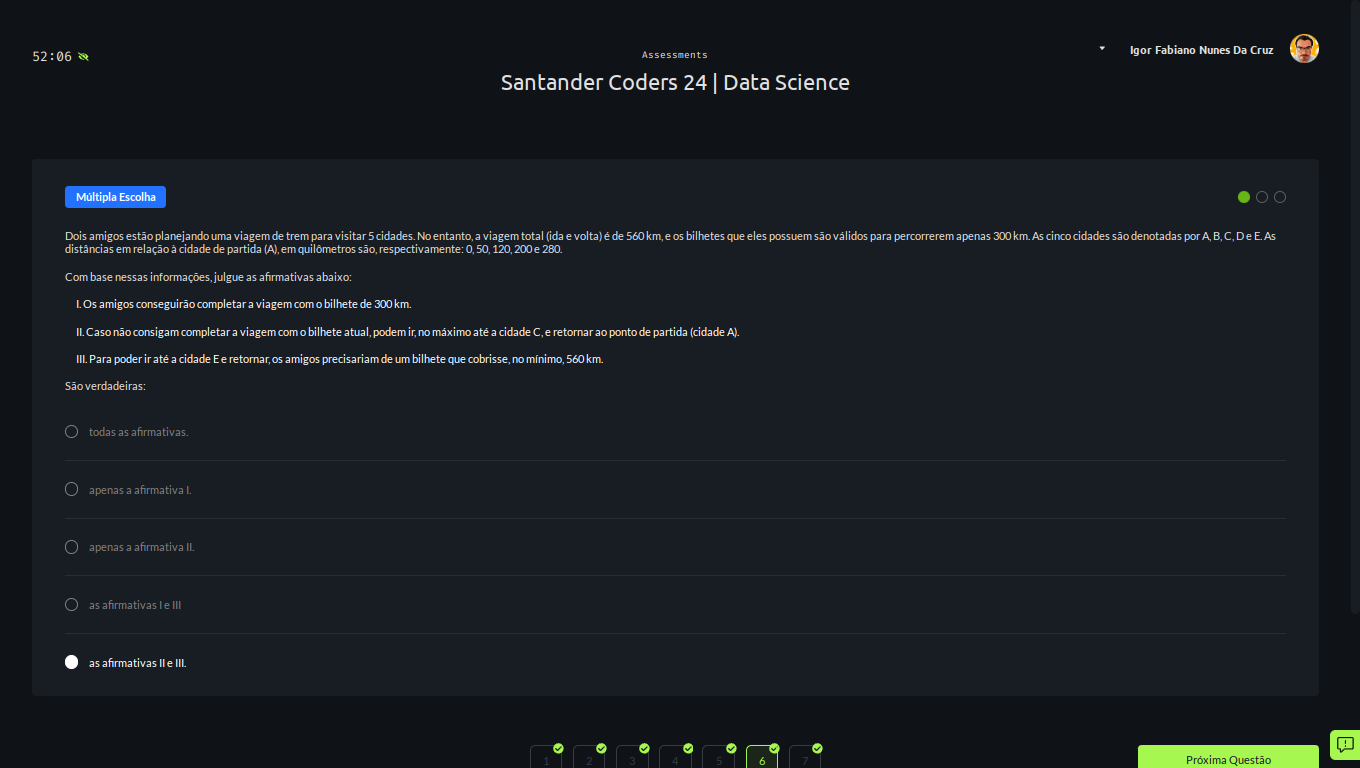 52:06
Assessments
Igor Fabiano Nunes Da Cruz
Santander Coders 24 | Data Science
Múltipla Escolha
Dois amigos estão planejando uma viagem de trem para visitar 5 cidades. No entanto, a viagem total (ida e volta) é de 560 km, e os bilhetes que eles possuem são válidos para percorrerem apenas 300 km. As cinco cidades são denotadas por A, B, C, D e E. As
distâncias em relação à cidade de partida (A), em quilômetros são, respectivamente: 0, 50, 120, 200 e 280.
Com base nessas informações, julgue as afirmativas abaixo:
I. Os amigos conseguirão completar a viagem com o bilhete de 300 km.
II. Caso não consigam completar a viagem com o bilhete atual, podem ir, no máximo até a cidade C, e retornar ao ponto de partida (cidade A).
III. Para poder ir até a cidade E e retornar, os amigos precisariam de um bilhete que cobrisse, no mínimo, 560 km.
São verdadeiras:
todas as afirmativas.
apenas a afirmativa I.
apenas a afirmativa II.
as afirmativas I e III
as afirmativas II e III.
1 2 3 4 5 6 7
Próxima Questão